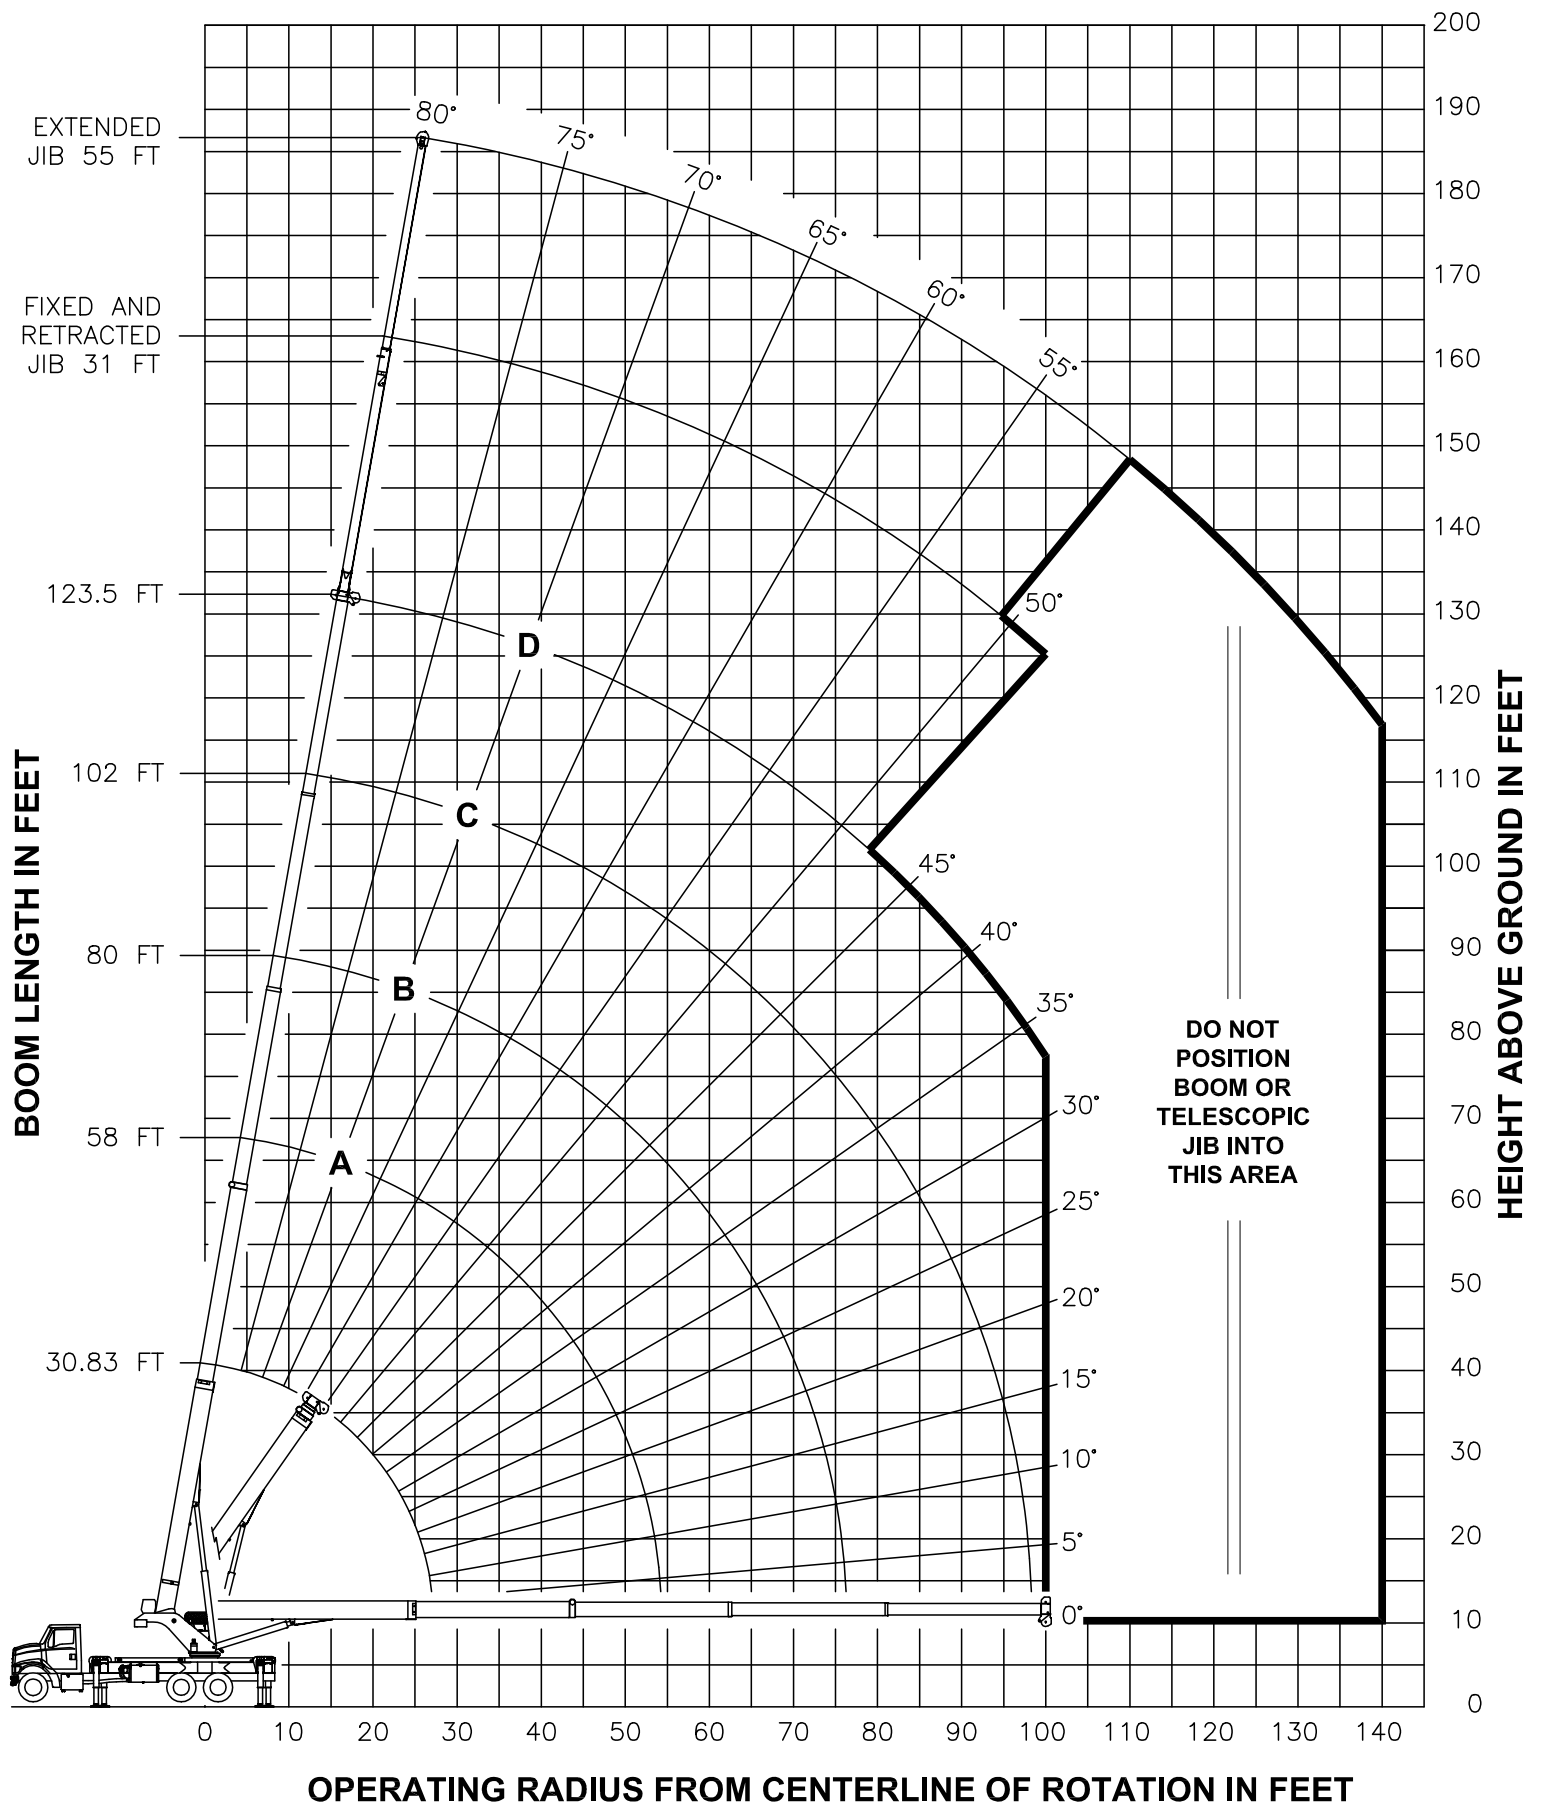 EXTENDED
JIB 55 FT
FIXED AND
RETRACTED
JIB 31 FT
123.5 FT
102 FT
80 FT
58 FT
30.83 FT
BOOM LENGTH IN FEET
80°
75°
70°
65°
60°
55°
50°
45°
40°
35°
30°
25°
20°
15°
10°
5°
0°
D
C
B
A
DO NOT
POSITION
BOOM OR
TELESCOPIC
JIB INTO
THIS AREA
200
190
180
170
160
150
140
130
120
110
100
90
80
70
60
50
40
30
20
10
0
HEIGHT ABOVE GROUND IN FEET
0 10 20 30 40 50 60 70 80 90 100 110 120 130 140
OPERATING RADIUS FROM CENTERLINE OF ROTATION IN FEET